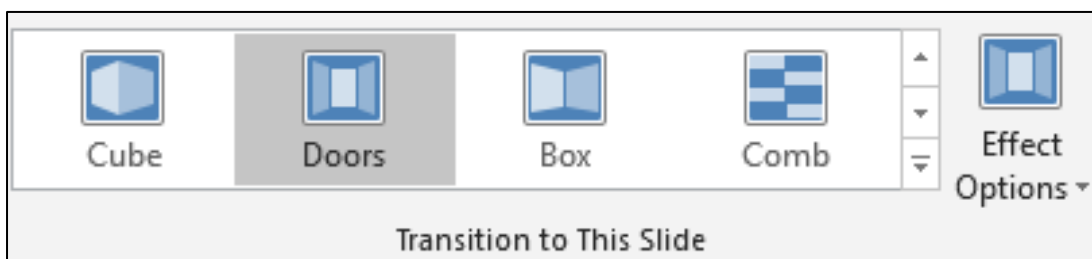 Cube
Doors
Box
Comb
Effect
Options
Transition to This Slide